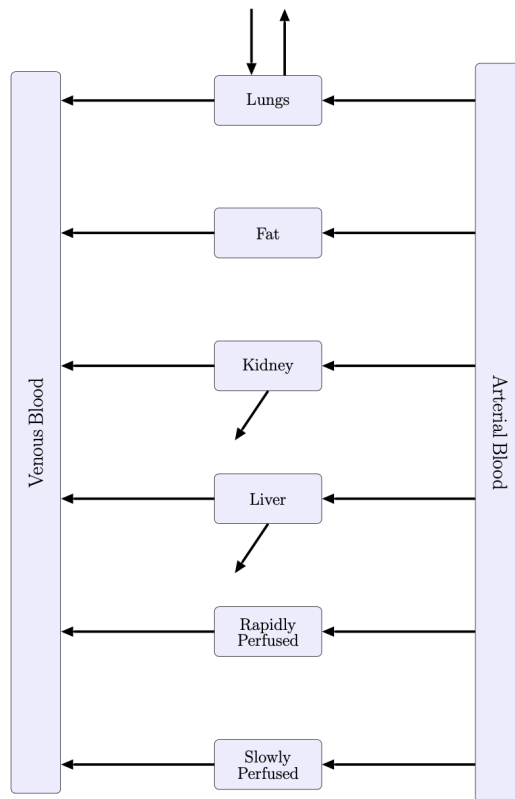 Lungs
Fat
Kidney
Venous Blood
Arterial Blood
Liver
Rapidly
Perfused
Slowly
Perfused